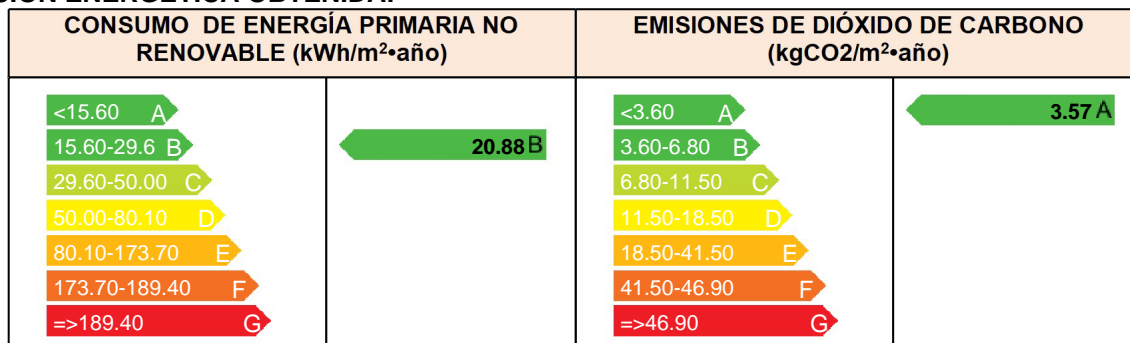 CONSUMO DE ENERGÍA PRIMARIA NO
RENOVABLE (kWh/m²•año)
<15.60 A
15.60-29.6 B
29.60-50.00 C
50.00-80.10 D
80.10-173.70 E
173.70-189.40 F
=>189.40 G
20.88 B
EMISIONES DE DIÓXIDO DE CARBONO
(kgCO2/m²•año)
<3.60 A
3.60-6.80 B
6.80-11.50 C
11.50-18.50 D
18.50-41.50 E
41.50-46.90 F
=>46.90 G
3.57 A